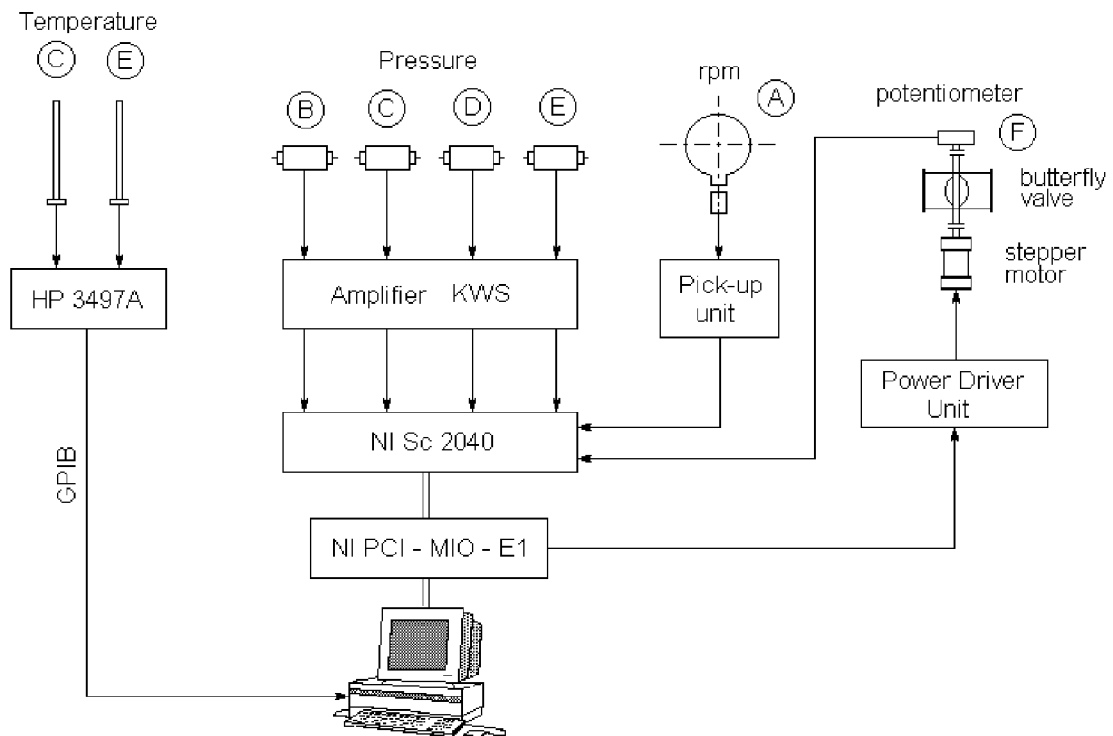 Temperature
C E
Pressure
B C D E
rpm
A
potentiometer
F
butterfly
valve
stepper
motor
HP 3497A
Amplifier KWS
Pick-up
unit
Power Driver
Unit
NI Sc 2040
GPIB
NI PCI - MIO - E1